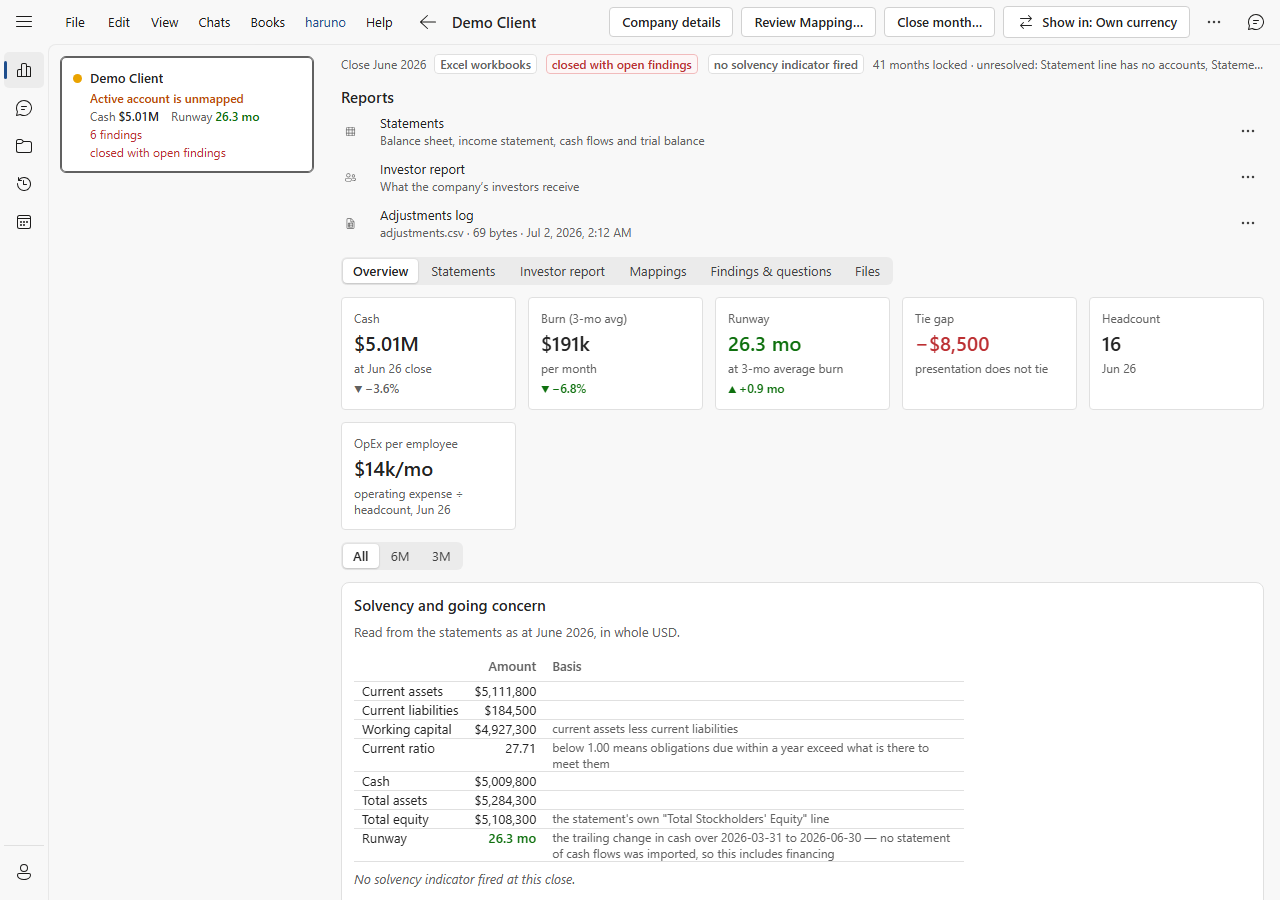 File Edit View Chats Books haruno Help Demo Client Company details Review Mapping... Close month... Show in: Own currency
Demo Client
Active account is unmapped
Cash $5.01M Runway 26.3 mo
6 findings
closed with open findings
Close June 2026 Excel workbooks closed with open findings no solvency indicator fired 41 months locked · unresolved: Statement line has no accounts, Stateme...
Reports
Statements
Balance sheet, income statement, cash flows and trial balance
Investor report
What the company's investors receive
Adjustments log
adjustments.csv · 69 bytes · Jul 2, 2026, 2:12 AM
Overview Statements Investor report Mappings Findings & questions Files
Cash
$5.01M
at Jun 26 close
▼ −3.6%
Burn (3-mo avg)
$191k
per month
▼ −6.8%
Runway
26.3 mo
at 3-mo average burn
▲ +0.9 mo
Tie gap
−$8,500
presentation does not tie
Headcount
16
Jun 26
OpEx per employee
$14k/mo
operating expense ÷
headcount, Jun 26
All 6M 3M
Solvency and going concern
Read from the statements as at June 2026, in whole USD.
Amount Basis
Current assets $5,111,800
Current liabilities $184,500
Working capital $4,927,300 current assets less current liabilities
Current ratio 27.71 below 1.00 means obligations due within a year exceed what is there to
meet them
Cash $5,009,800
Total assets $5,284,300
Total equity $5,108,300 the statement's own "Total Stockholders' Equity" line
Runway 26.3 mo the trailing change in cash over 2026-03-31 to 2026-06-30 — no statement
of cash flows was imported, so this includes financing
No solvency indicator fired at this close.